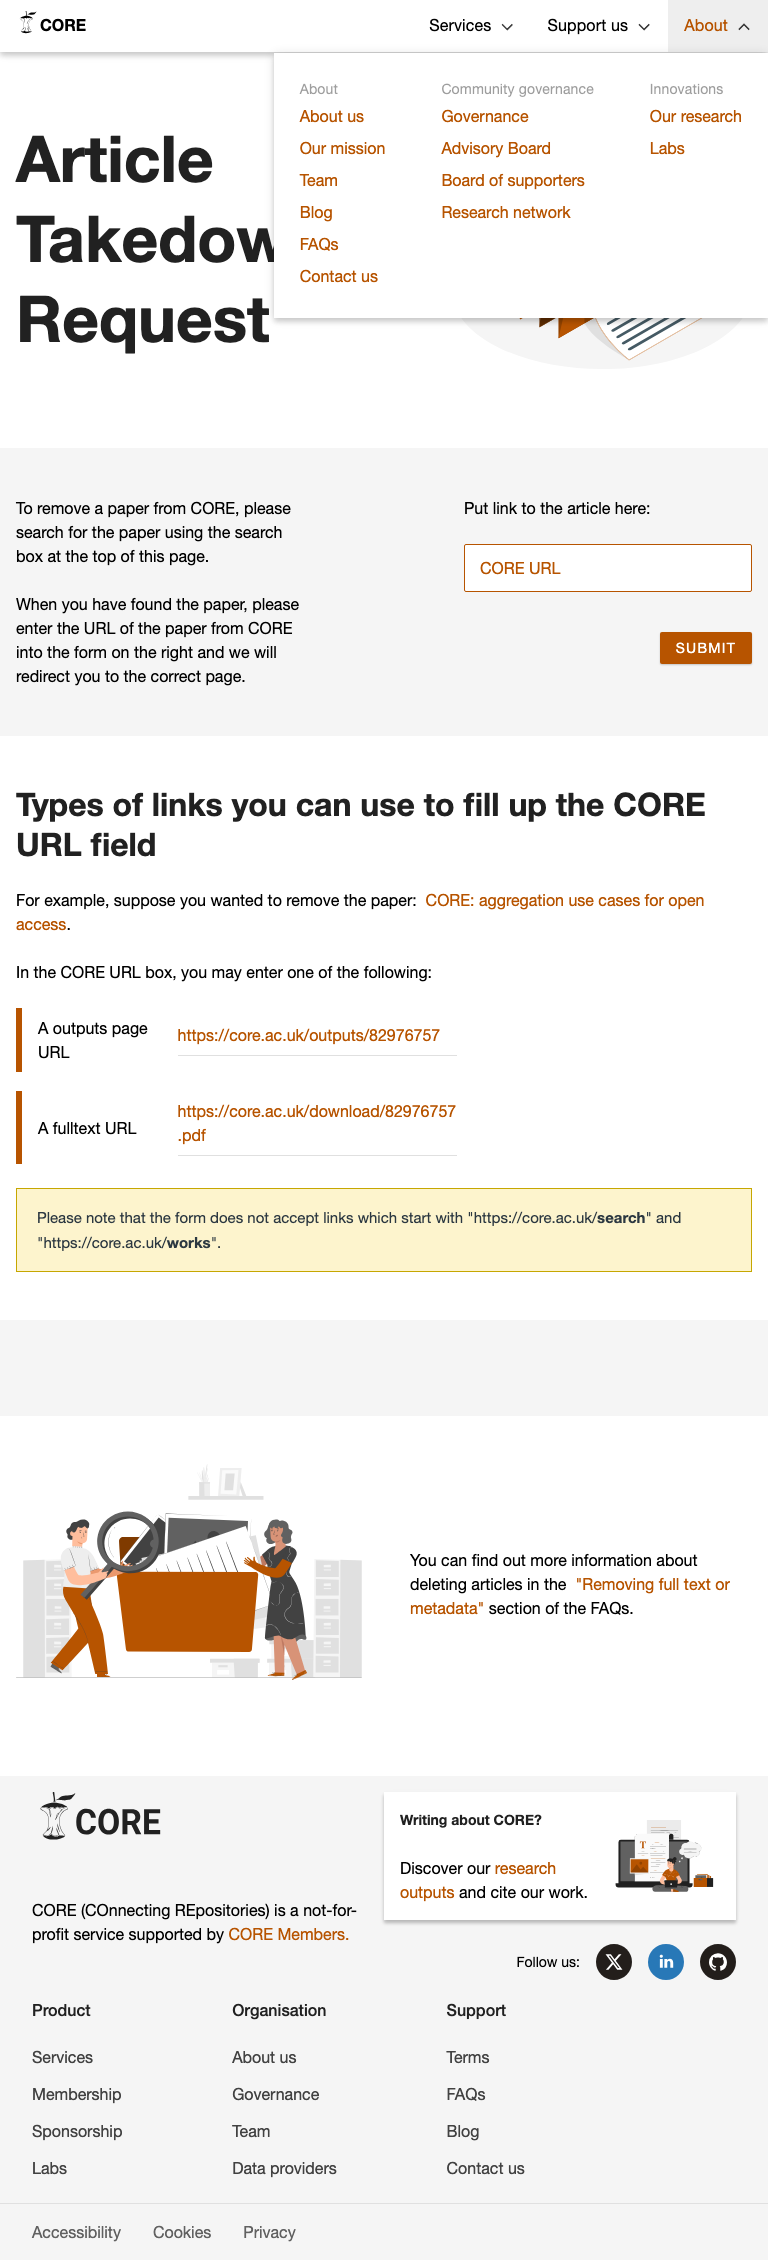 CORE
Services
Support us
About
About
About us
Our mission
Team
Blog
FAQs
Contact us
Community governance
Governance
Advisory Board
Board of supporters
Research network
Innovations
Our research
Labs
Article
Request
To remove a paper from CORE, please
search for the paper using the search
box at the top of this page.
When you have found the paper, please
enter the URL of the paper from CORE
into the form on the right and we will
redirect you to the correct page.
Put link to the article here:
CORE URL
SUBMIT
Types of links you can use to fill up the CORE
URL field
For example, suppose you wanted to remove the paper: CORE: aggregation use cases for open
access.
In the CORE URL box, you may enter one of the following:
A outputs page
URL
https://core.ac.uk/outputs/82976757
A fulltext URL
https://core.ac.uk/download/82976757
.pdf
Please note that the form does not accept links which start with "https://core.ac.uk/search" and
"https://core.ac.uk/works".
You can find out more information about
deleting articles in the "Removing full text or
metadata" section of the FAQs.
CORE
CORE (COnnecting REpositories) is a not-for-
profit service supported by CORE Members.
Writing about CORE?
Discover our research
outputs and cite our work.
Follow us:
Product
Services
Membership
Sponsorship
Labs
Organisation
About us
Governance
Team
Data providers
Support
Terms
FAQs
Blog
Contact us
Accessibility
Cookies
Privacy